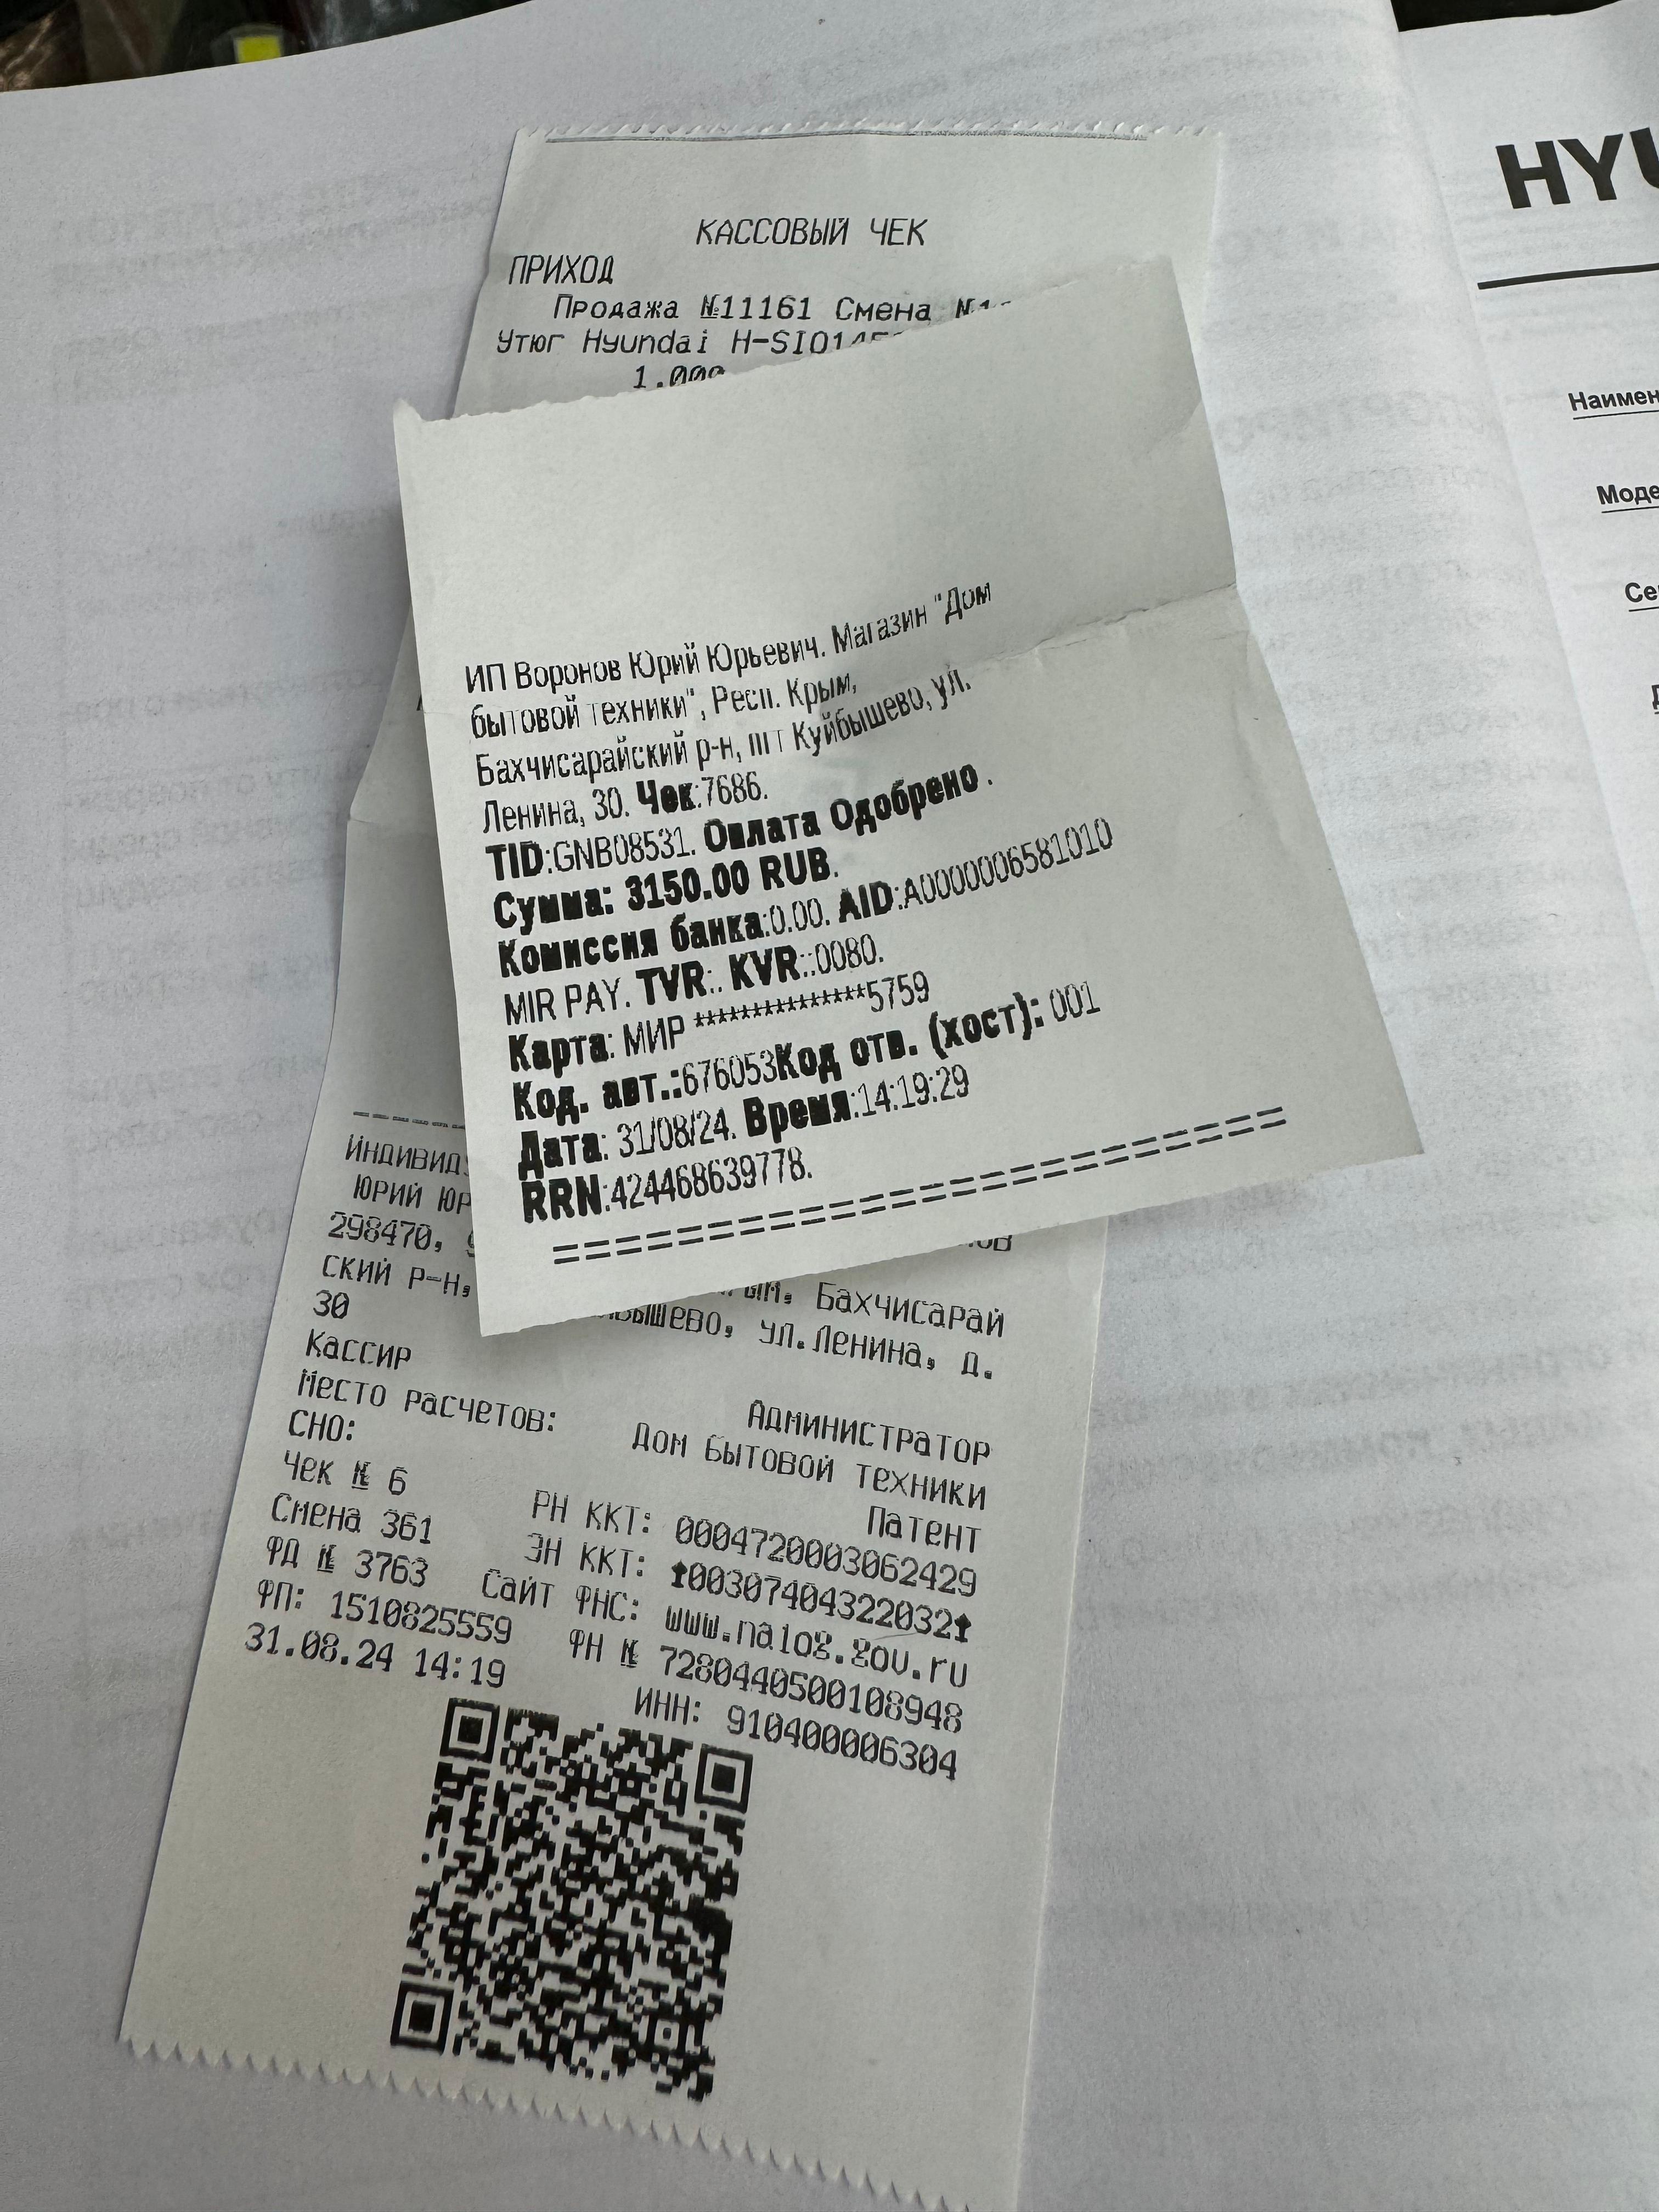 КАССОВЫЙ ЧЕК
ПРИХОД
Продажа №11161 Смена
Утюг Hyundai
ИП Воронов Юрий Юрьевич. Магазин "Дом
бытовой техники", Респ. Крым,
Бахчисарайский р-н, пгт Куйбышево, ул.
Ленина, 30. Чек:7686.
TID:GNB08531. Оплата Одобрено .
Сумма: 3150.00 RUB.
Комиссия банка:0.00. AID:A0000006581010
MIR PAY. TVR:. KVR:.:0080.
Карта: МИР ***************5759
Код. авт.:676053Код отв. (хост): 001
Дата: 31/08/24. Время:14:19:29
RRN:424468639778.
ЮРИЙ
298470,
Бахчисарай
СКИЙ Р-Н, ул.Ленина, д.
30
Кассир Администратор
Место расчетов: Дом бытовой техники
СНО: Патент
Чек № 6 РН ККТ: 0004720003062429
Смена 361 ЗН ККТ: 00307404322032
ФД № 3763 Сайт ФНС: www.nalog.gov.ru
ФП: 1510825559 ФН № 7280440500108948
31.08.24 14:19 ИНН: 910400006304